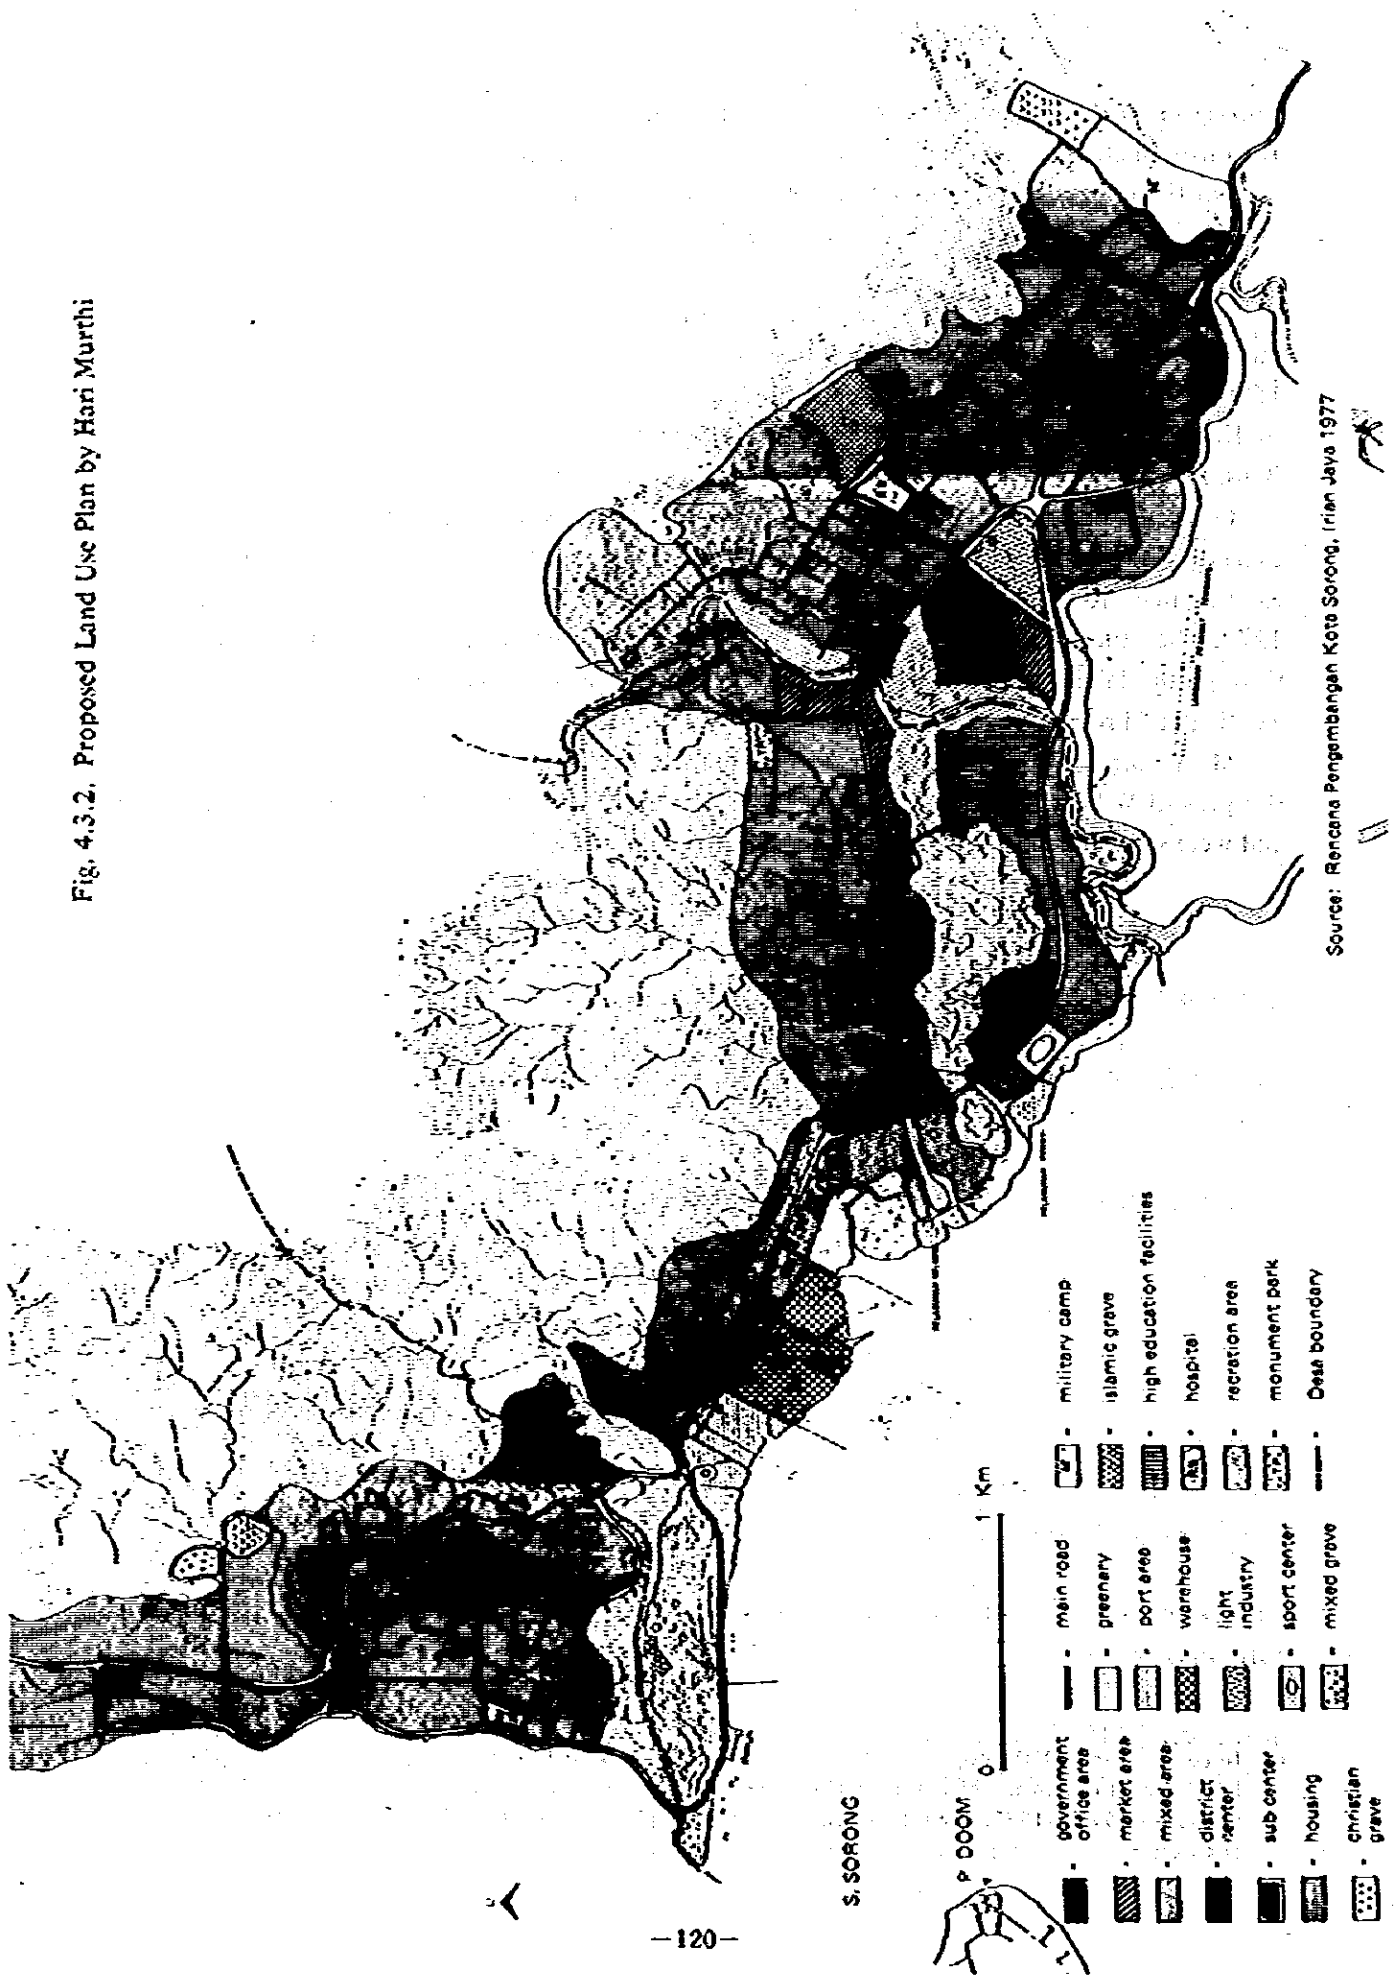 Fig. 4.3.2. Proposed Land Use Plan by Hari Murthi
S. SORONG
P DOOM
0 1 Km
government
office area
market area
mixed area
district
center
sub center
housing
christian
grave
main road
greenary
port area
warehouse
light
industry
sport center
mixed grave
military camp
islamic grave
high education facilities
hospital
recration area
monument park
Desa boundary
Source: Rencana Pengembangan Kota Sorong, Irian Jaya 1977
—120—